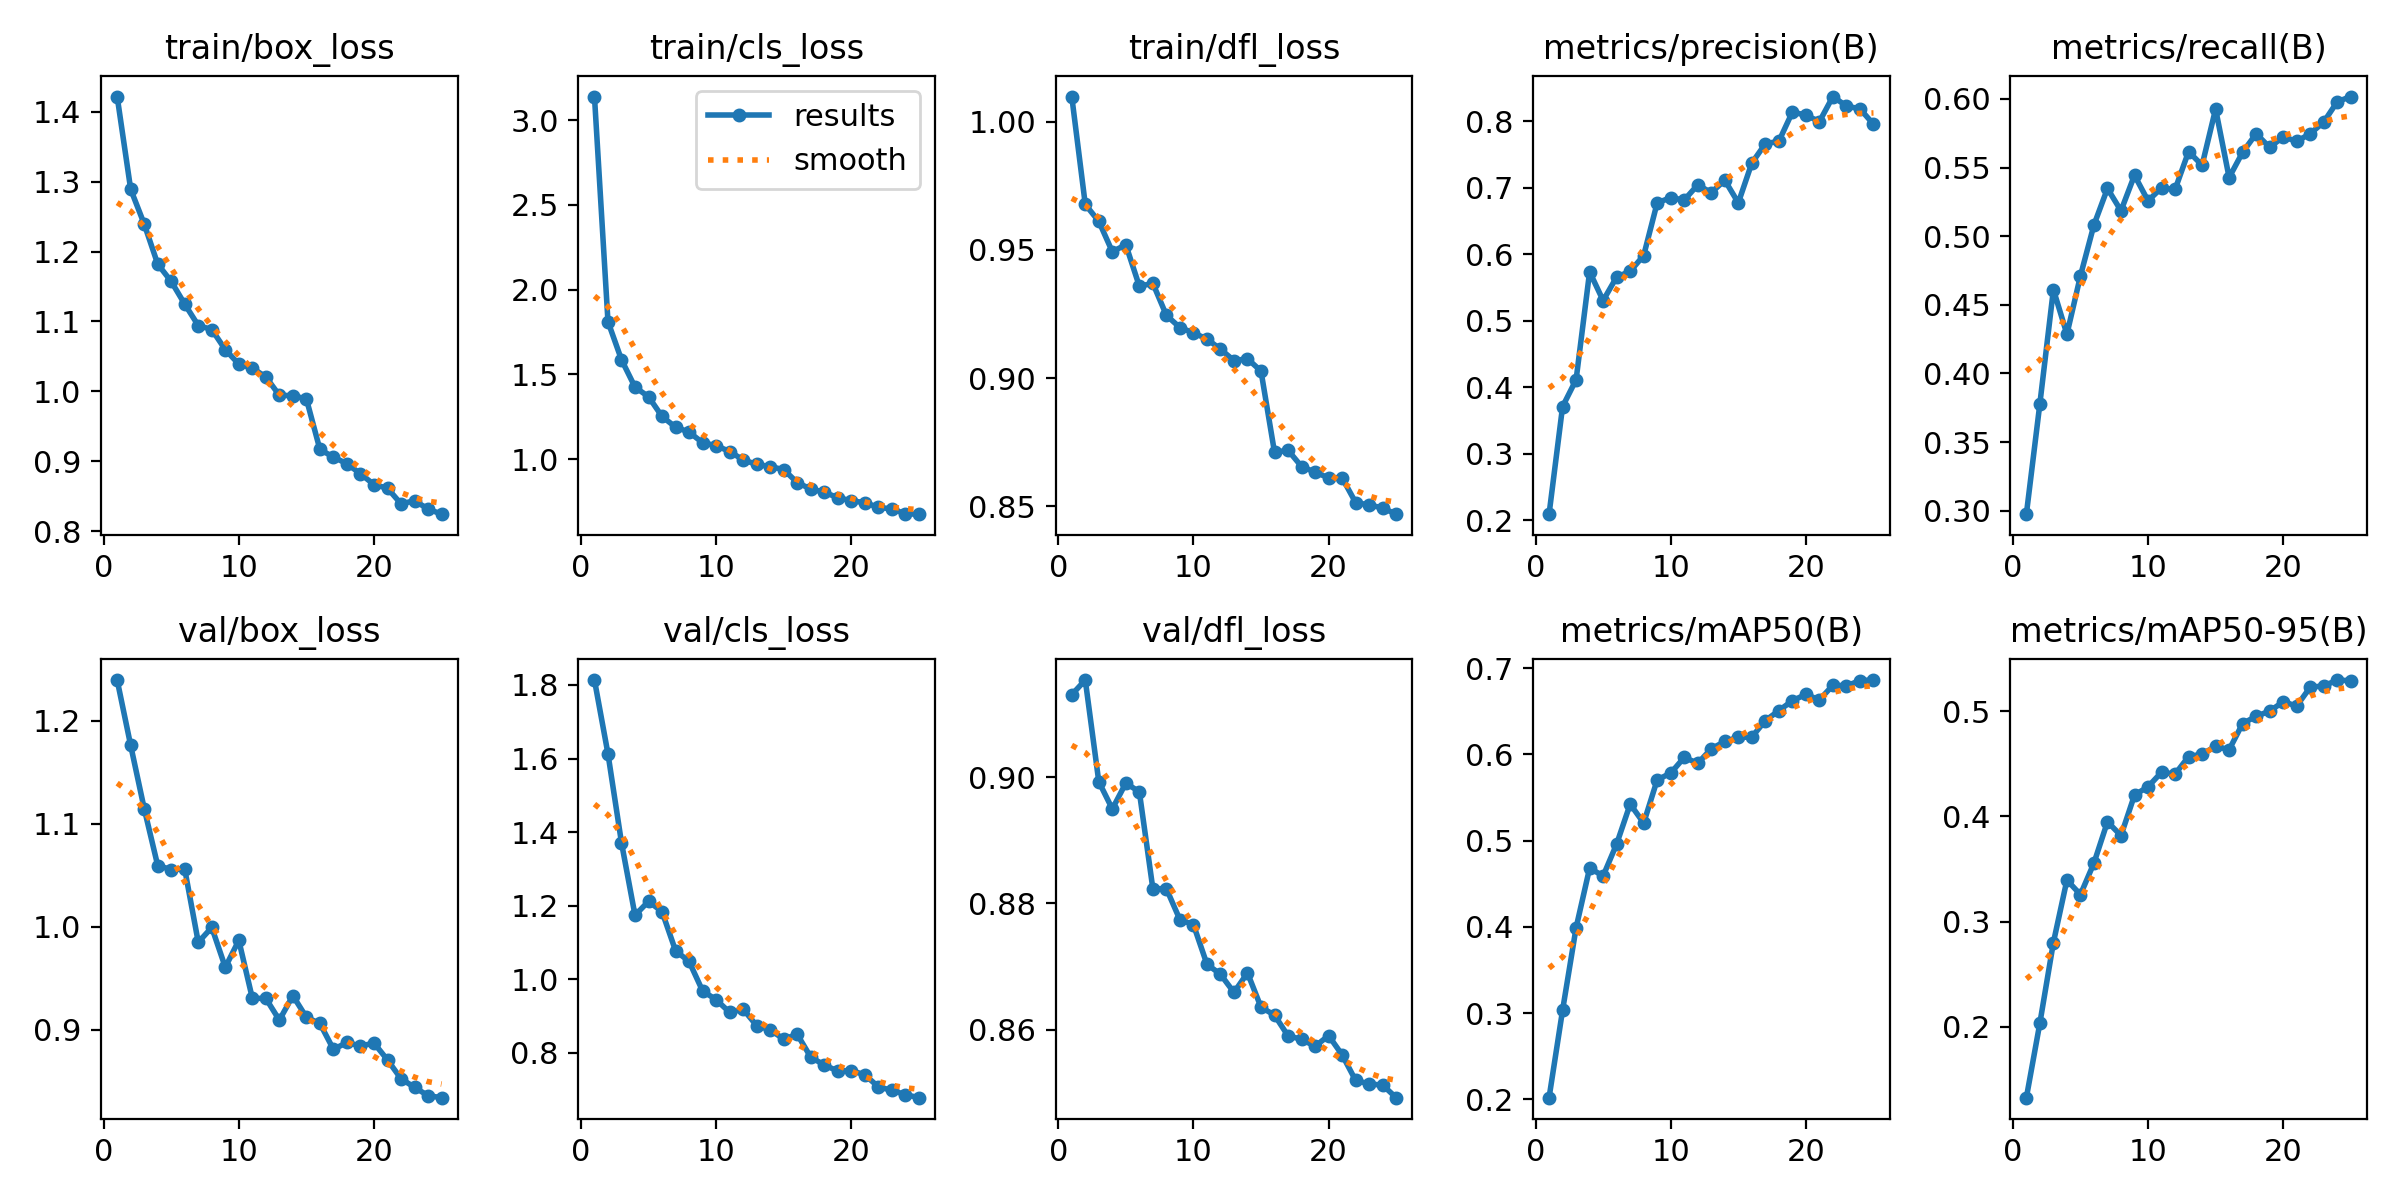 train/box_loss
1.4
1.3
1.2
1.1
1.0
0.9
0.8
0 10 20
train/cls_loss
results
smooth
3.0
2.5
2.0
1.5
1.0
0 10 20
train/dfl_loss
1.00
0.95
0.90
0.85
0 10 20
metrics/precision(B)
0.8
0.7
0.6
0.5
0.4
0.3
0.2
0 10 20
metrics/recall(B)
0.60
0.55
0.50
0.45
0.40
0.35
0.30
0 10 20
val/box_loss
1.2
1.1
1.0
0.9
0 10 20
val/cls_loss
1.8
1.6
1.4
1.2
1.0
0.8
0 10 20
val/dfl_loss
0.90
0.88
0.86
0 10 20
metrics/mAP50(B)
0.7
0.6
0.5
0.4
0.3
0.2
0 10 20
metrics/mAP50-95(B)
0.5
0.4
0.3
0.2
0 10 20